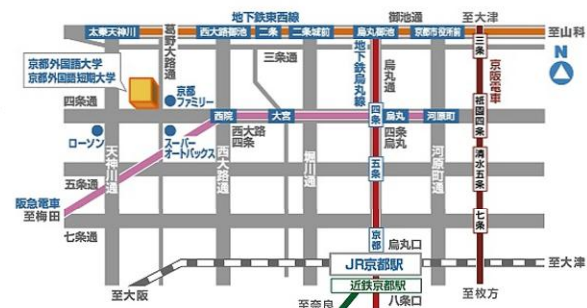 地下鉄東西線
御池通
至大津
太秦天神川
葛野大路通
西大路御池
二条
二条城前
烏丸御池
京都市役所前
三条
至山科
京都外国語大学
京都外国語短期大学
三条通
地下鉄烏丸線
烏丸通
京阪電車
N
四条通
京都
ファミリー
西院
大宮
四条
烏丸
河原町
祇園四条
ローソン
スーパー
オートバックス
西大路
四条
四条
烏丸
天神川通
西大路通
堀川通
河原町通
五条通
五条
清水五条
阪急電車
至梅田
七条通
七条
京都
烏丸口
JR京都駅
至大津
至大阪
近鉄京都駅
至奈良
八条口
至枚方